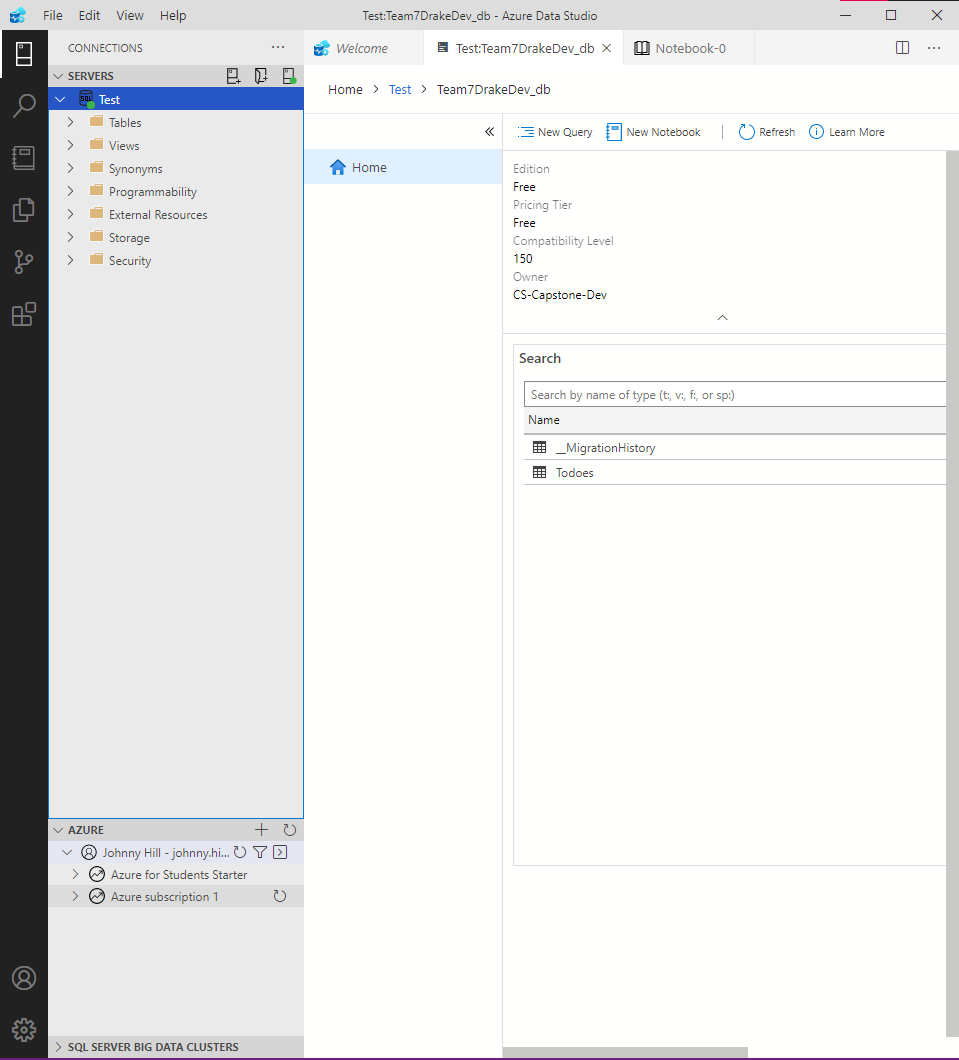 File Edit View Help Test:Team7DrakeDev_db - Azure Data Studio
CONNECTIONS
Welcome Test:Team7DrakeDev_db Notebook-0
SERVERS
Home > Test > Team7DrakeDev_db
SQL Test
Tables
Views
Synonyms
Programmability
External Resources
Storage
Security
New Query New Notebook | Refresh Learn More
Home
Edition
Free
Pricing Tier
Free
Compatibility Level
150
Owner
CS-Capstone-Dev
Search
Search by name of type (t:, v:, f:, or sp:)
Name
__MigrationHistory
Todoes
AZURE
Johnny Hill - johnny.hi...
Azure for Students Starter
Azure subscription 1
SQL SERVER BIG DATA CLUSTERS